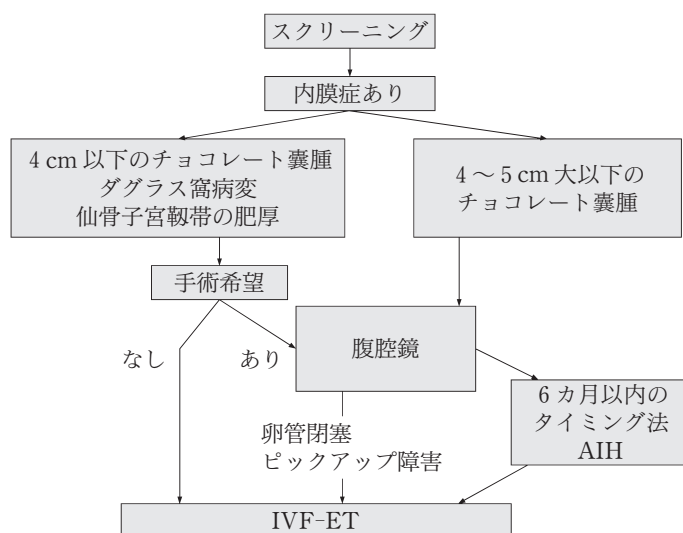 スクリーニング
内膜症あり
4 cm 以下のチョコレート嚢腫
ダグラス窩病変
仙骨子宮靱帯の肥厚
4 〜 5 cm 大以下の
チョコレート嚢腫
手術希望
なし
あり
腹腔鏡
6 カ月以内の
タイミング法
AIH
卵管閉塞
ピックアップ障害
IVF-ET